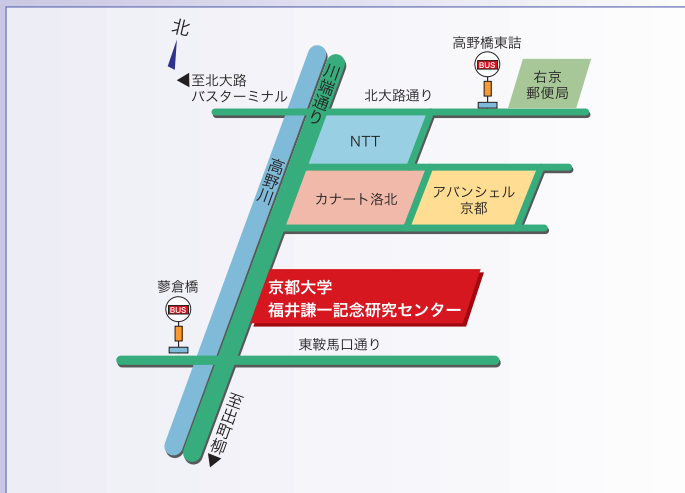 北
至北大路
バスターミナル
川端通り
北大路通り
高野橋東詰
BUS
右京
郵便局
NTT
高野川
カナート洛北
アバンシェル
京都
蓼倉橋
BUS
京都大学
福井謙一記念研究センター
東鞍馬口通り
至出町柳